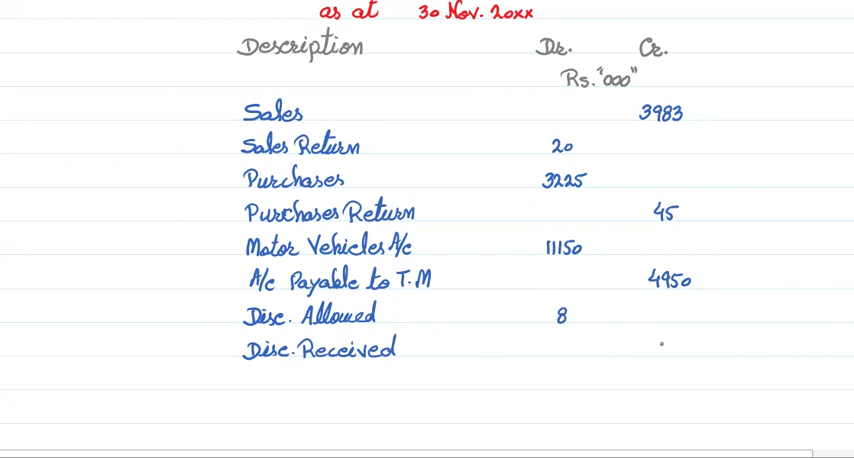 as at 30 Nov. 20xx
Description Dr. Cr.
Rs. "000"
Sales 3983
Sales Return 20
Purchases 3225
Purchases Return 45
Motor Vehicles A/c 11150
A/c Payable to T.M 4950
Disc. Allowed 8
Disc. Received